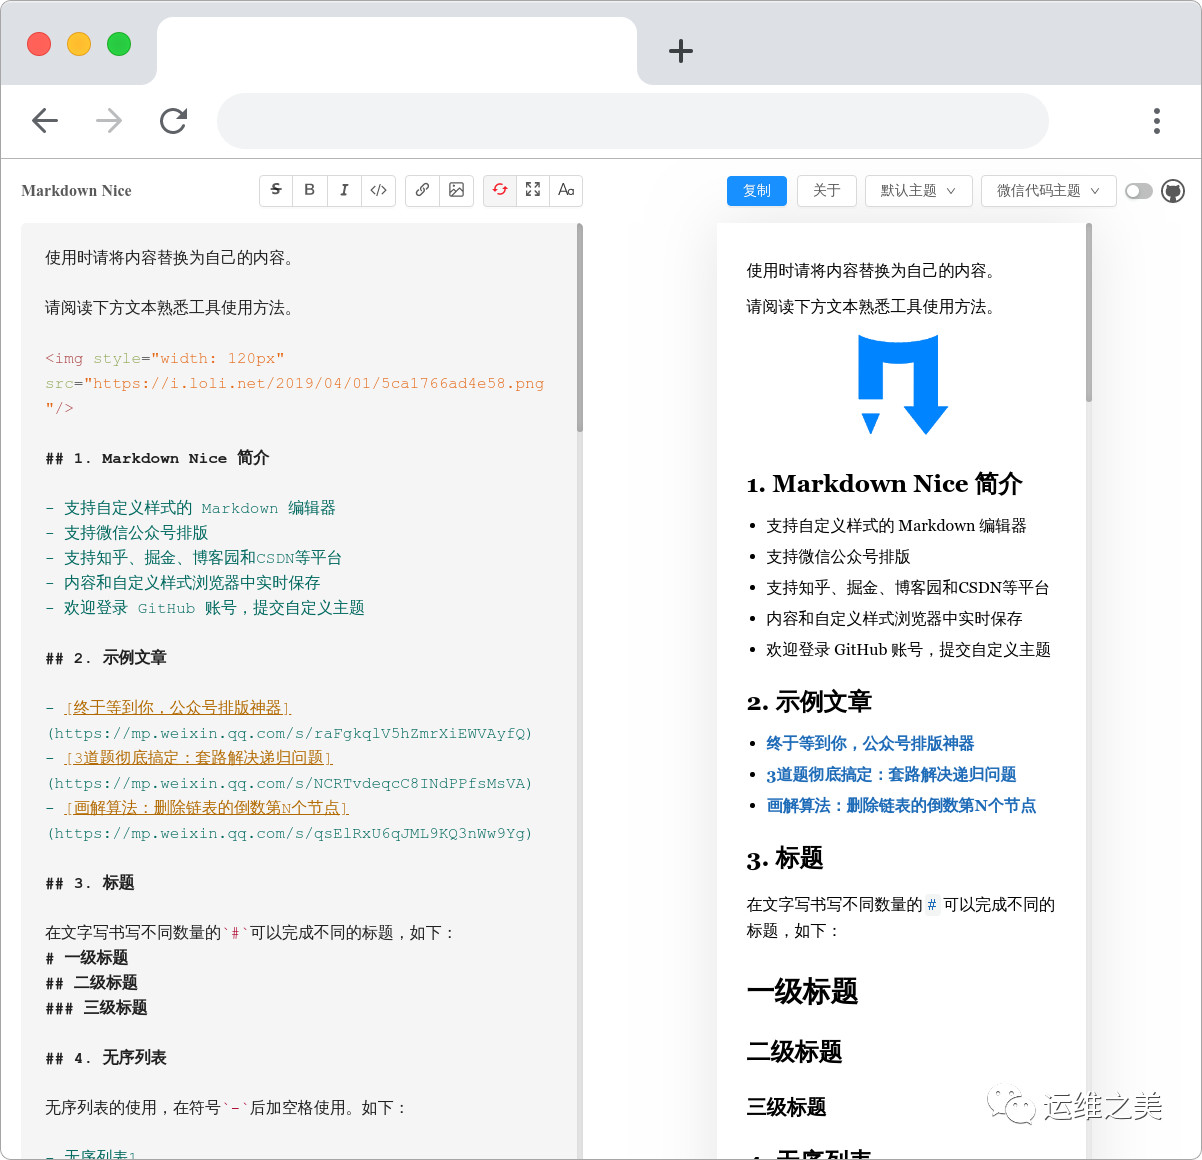 Markdown Nice
S B I </> Aa
复制 关于 默认主题 微信代码主题
使用时请将内容替换为自己的内容。
请阅读下方文本熟悉工具使用方法。
<img style="width: 120px"
src="https://i.loli.net/2019/04/01/5ca1766ad4e58.png
"/>
## 1. Markdown Nice 简介
- 支持自定义样式的 Markdown 编辑器
- 支持微信公众号排版
- 支持知乎、掘金、博客园和CSDN等平台
- 内容和自定义样式浏览器中实时保存
- 欢迎登录 GitHub 账号，提交自定义主题
## 2. 示例文章
- [终于等到你，公众号排版神器]
(https://mp.weixin.qq.com/s/raFgkqlV5hZmrXiEWVAyfQ)
- [3道题彻底搞定：套路解决递归问题]
(https://mp.weixin.qq.com/s/NCRTvdeqcC8INdPPfsMsVA)
- [画解算法：删除链表的倒数第N个节点]
(https://mp.weixin.qq.com/s/qsElRxU6qJML9KQ3nWw9Yg)
## 3. 标题
在文字写书写不同数量的`#`可以完成不同的标题，如下：
# 一级标题
## 二级标题
### 三级标题
## 4. 无序列表
无序列表的使用，在符号`-`后加空格使用。如下：
- 无序列表1
使用时请将内容替换为自己的内容。
请阅读下方文本熟悉工具使用方法。
1. Markdown Nice 简介
• 支持自定义样式的 Markdown 编辑器
• 支持微信公众号排版
• 支持知乎、掘金、博客园和CSDN等平台
• 内容和自定义样式浏览器中实时保存
• 欢迎登录 GitHub 账号，提交自定义主题
2. 示例文章
• 终于等到你，公众号排版神器
• 3道题彻底搞定：套路解决递归问题
• 画解算法：删除链表的倒数第N个节点
3. 标题
在文字写书写不同数量的 # 可以完成不同的
标题，如下：
一级标题
二级标题
三级标题
4. 无序列表
运维之美